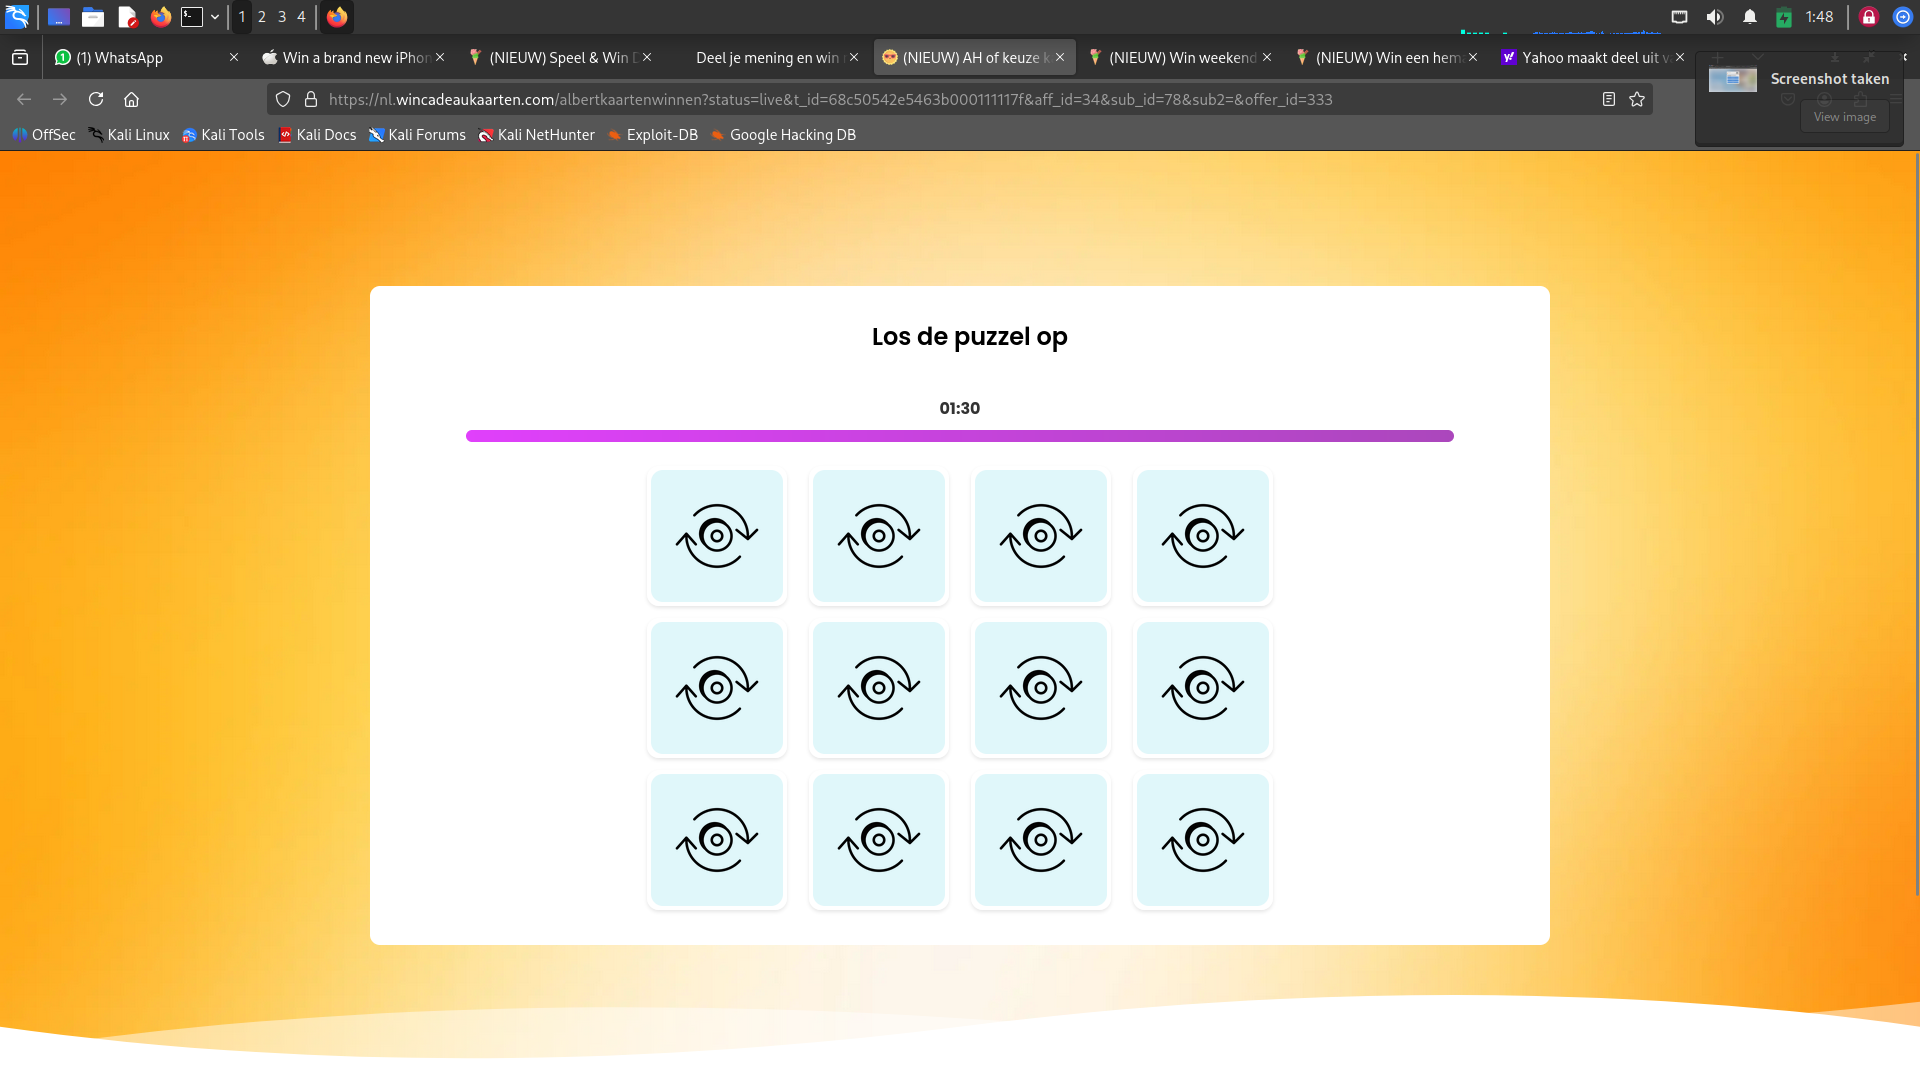 1 2 3 4
1:48
(1) WhatsApp
Win a brand new iPhon
(NIEUW) Speel & Win D
Deel je mening en win
(NIEUW) AH of keuze k
(NIEUW) Win weekend
(NIEUW) Win een hema
Yahoo maakt deel uit v
Screenshot taken
View image
https://nl.wincadeaukaarten.com/albertkaartenwinnen?status=live&t_id=68c50542e5463b000111117f&aff_id=34&sub_id=78&sub2=&offer_id=333
OffSec Kali Linux Kali Tools Kali Docs Kali Forums Kali NetHunter Exploit-DB Google Hacking DB
Los de puzzel op
01:30